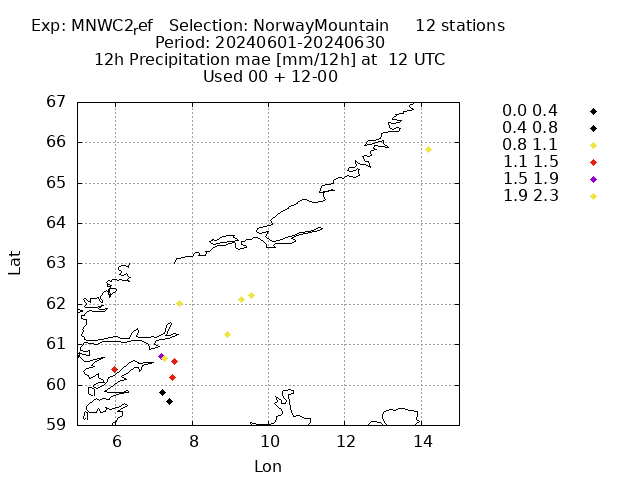 Exp: MNWC2ref   Selection: NorwayMountain     12 stations
Period: 20240601-20240630
12h Precipitation mae [mm/12h] at  12 UTC
Used 00 + 12-00
0.0 0.4
0.4 0.8
0.8 1.1
1.1 1.5
1.5 1.9
1.9 2.3
67
66
65
64
63
62
61
60
59
Lat
6 8 10 12 14
Lon